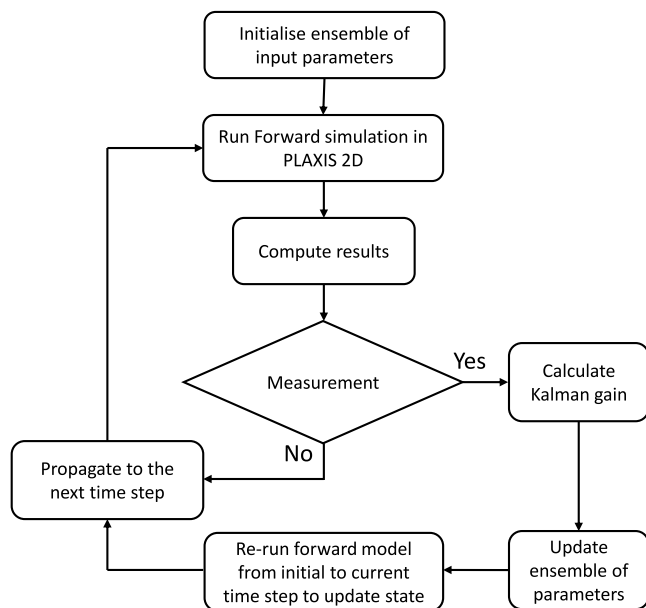 Initialise ensemble of
input parameters
Run Forward simulation in
PLAXIS 2D
Compute results
Measurement
Yes
Calculate
Kalman gain
No
Propagate to the
next time step
Re-run forward model
from initial to current
time step to update state
Update
ensemble of
parameters